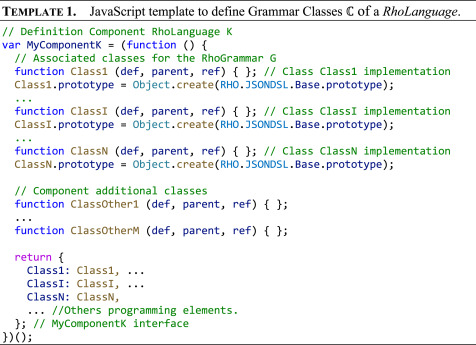 TEMPLATE 1. JavaScript template to define Grammar Classes ℂ of a RhoLanguage.
// Definition Component RhoLanguage K
var MyComponentK = (function () {
// Associated classes for the RhoGrammar G
function Class1 (def, parent, ref) { }; // Class Class1 implementation
Class1.prototype = Object.create(RHO.JSONDSL.Base.prototype);
...
function ClassI (def, parent, ref) { }; // Class ClassI implementation
ClassI.prototype = Object.create(RHO.JSONDSL.Base.prototype);
...
function ClassN (def, parent, ref) { }; // Class ClassN implementation
ClassN.prototype = Object.create(RHO.JSONDSL.Base.prototype);
// Component additional classes
function ClassOther1 (def, parent, ref) { };
...
function ClassOtherM (def, parent, ref) { };
return {
Class1: Class1, ...
ClassI: ClassI, ...
ClassN: ClassN,
... //Others programming elements.
}; // MyComponentK interface
})();